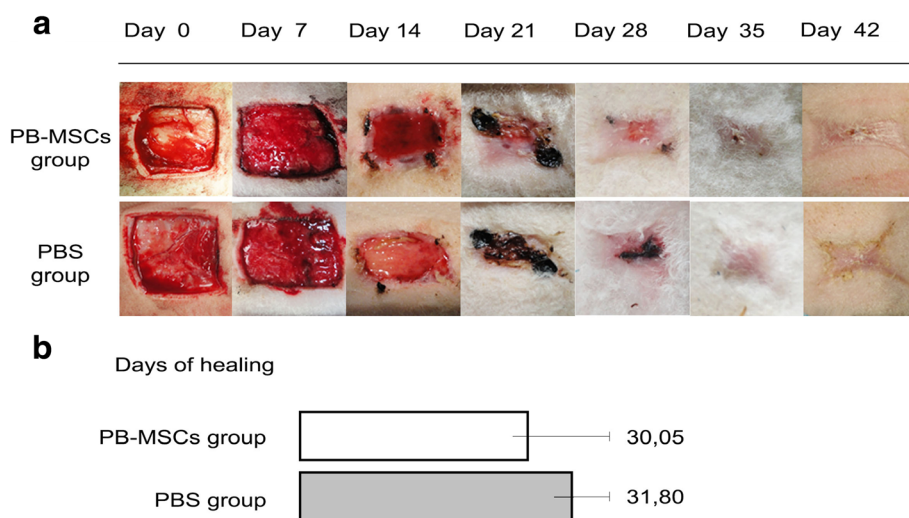 a
Day 0 Day 7 Day 14 Day 21 Day 28 Day 35 Day 42
PB-MSCs
group
PBS
group
b
Days of healing
PB-MSCs group 30,05
PBS group 31,80